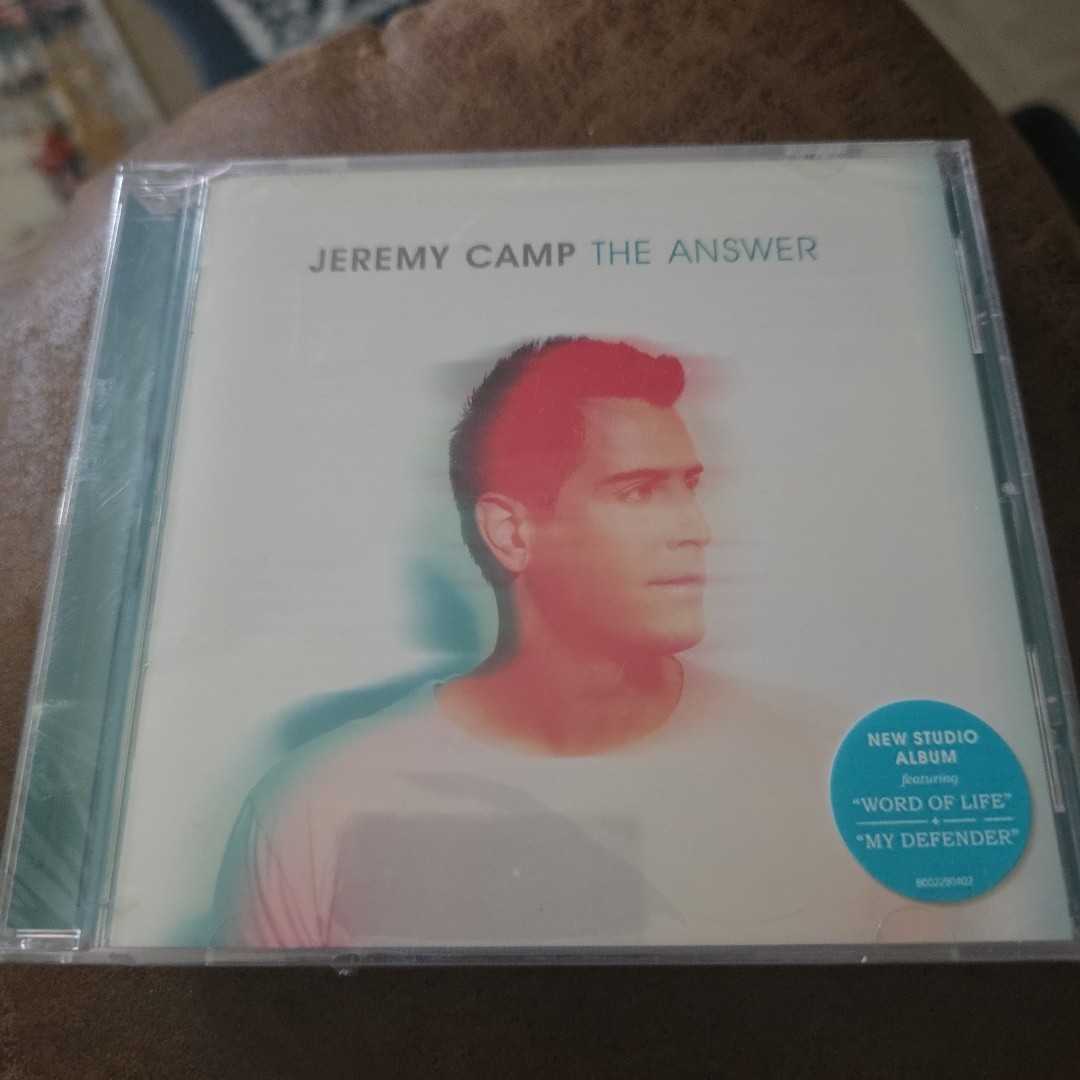 JEREMY CAMP THE ANSWER
NEW STUDIO
ALBUM
featuring
"WORD OF LIFE"
"MY DEFENDER"